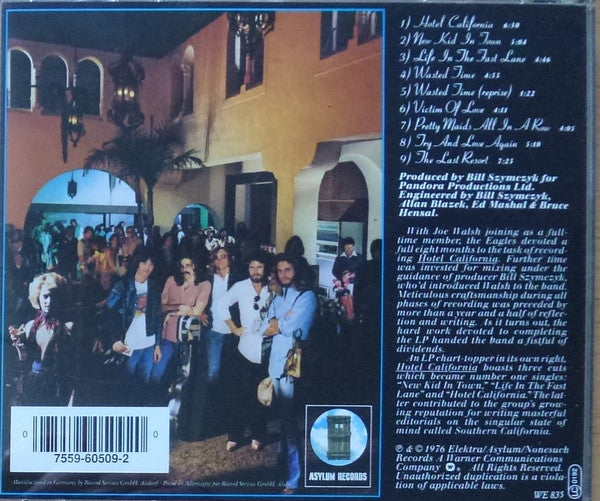 1) Hotel California 6:30
2) New Kid In Town 5:04
3) Life In The Fast Lane 4:46
4) Wasted Time 4:55
5) Wasted Time (reprise) 1:22
6) Victim Of Love 4:11
7) Pretty Maids All In A Row 4:05
8) Try And Love Again 5:10
9) The Last Resort 7:25
Produced by Bill Szymczyk for
Pandora Productions Ltd.
Engineered by Bill Szymczyk,
Allan Blazek, Ed Mashal & Bruce
Hensal.
With Joe Walsh joining as a full-
time member, the Eagles devoted a
full eight months to the task of record-
ing Hotel California. Further time
was invested for mixing under the
guidance of producer Bill Szymczyk,
who'd introduced Walsh to the band.
Meticulous craftsmanship during all
phases of recording was preceded by
more than a year and a half of reflec-
tion and writing. As it turns out, the
hard work devoted to completing
the LP handed the band a fistful of
dividends.
An LP chart-topper in its own right,
Hotel California boasts three cuts
which became number one singles:
"New Kid In Town," "Life In The Fast
Lane" and "Hotel California." The lat-
ter contributed to the group's grow-
ing reputation for writing masterful
editorials on the singular state of
mind called Southern California.
℗ & © 1976 Elektra/Asylum/Nonesuch
Records A Warner Communications
Company. All Rights Reserved.
Unauthorized duplication is a viola-
tion of applicable laws.
WE 835
LC 0192
0 0
7559-60509-2
ASYLUM RECORDS
Manufactured in Germany by Record Service GmbH, Alsdorf · Printed in Germany